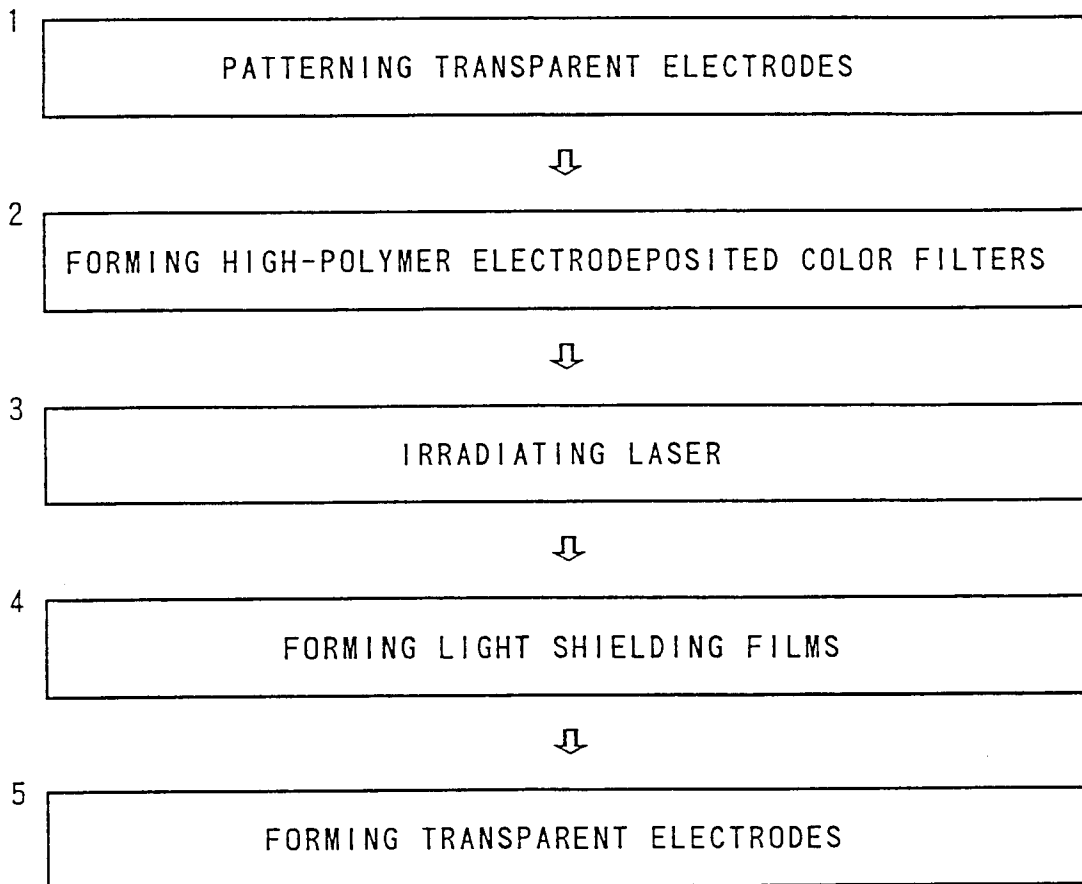 1
PATTERNING TRANSPARENT ELECTRODES
2
FORMING HIGH-POLYMER ELECTRODEPOSITED COLOR FILTERS
3
IRRADIATING LASER
4
FORMING LIGHT SHIELDING FILMS
5
FORMING TRANSPARENT ELECTRODES